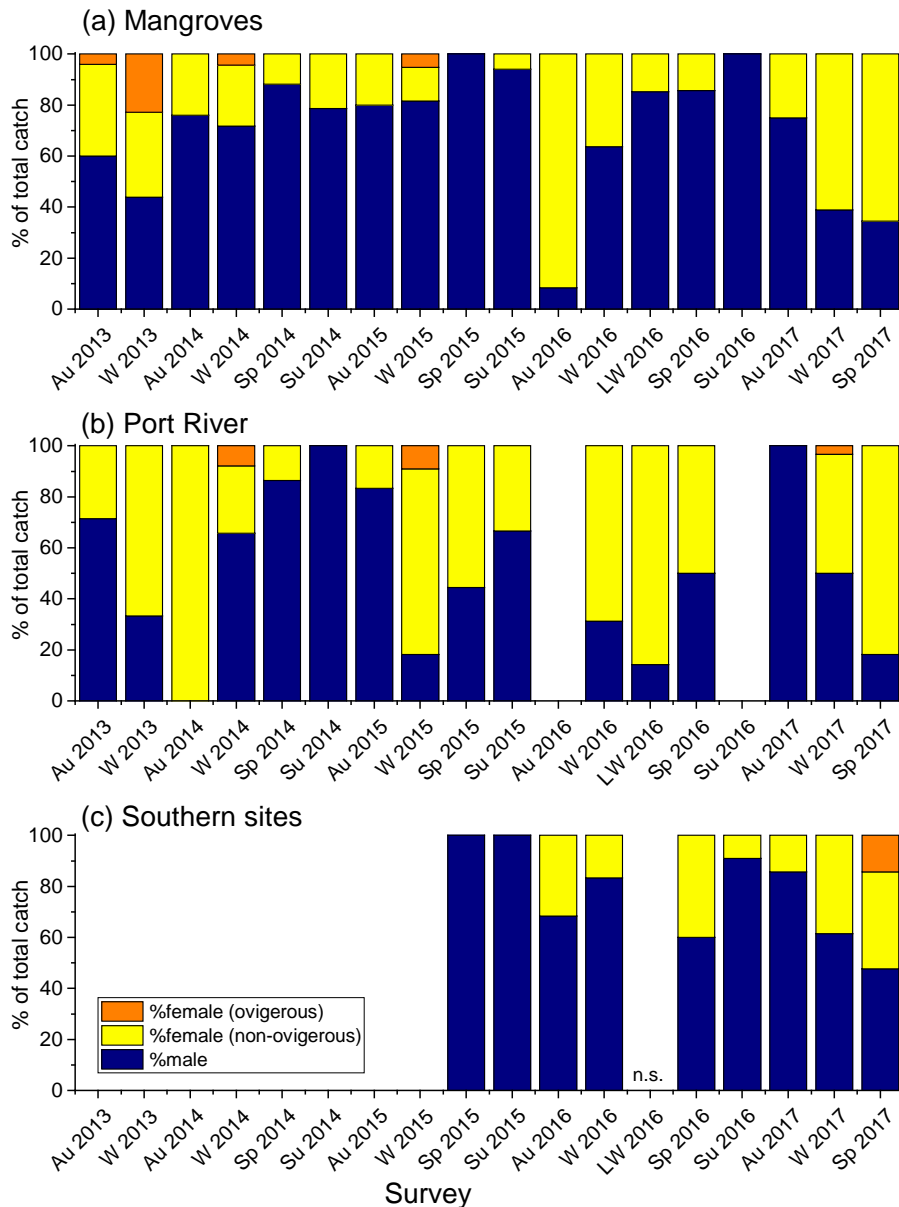 (a) Mangroves
% of total catch
100
80
60
40
20
0
Au 2013
W 2013
Au 2014
W 2014
Sp 2014
Su 2014
Au 2015
W 2015
Sp 2015
Su 2015
Au 2016
W 2016
LW 2016
Sp 2016
Su 2016
Au 2017
W 2017
Sp 2017
(b) Port River
% of total catch
100
80
60
40
20
0
Au 2013
W 2013
Au 2014
W 2014
Sp 2014
Su 2014
Au 2015
W 2015
Sp 2015
Su 2015
Au 2016
W 2016
LW 2016
Sp 2016
Su 2016
Au 2017
W 2017
Sp 2017
(c) Southern sites
% of total catch
100
80
60
40
20
0
%female (ovigerous)
%female (non-ovigerous)
%male
n.s.
Au 2013
W 2013
Au 2014
W 2014
Sp 2014
Su 2014
Au 2015
W 2015
Sp 2015
Su 2015
Au 2016
W 2016
LW 2016
Sp 2016
Su 2016
Au 2017
W 2017
Sp 2017
Survey